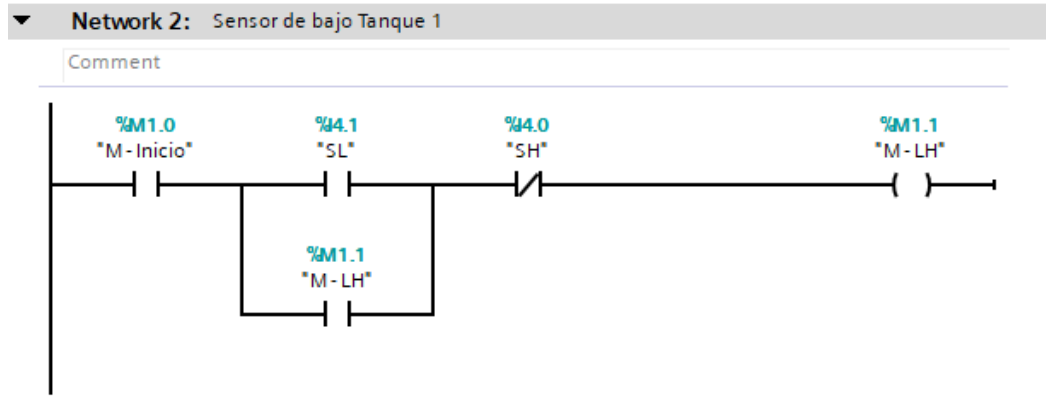 Network 2: Sensor de bajo Tanque 1
Comment
%M1.0 %I4.1 %I4.0 %M1.1
"M - Inicio" "SL" "SH" "M - LH"
%M1.1
"M - LH"